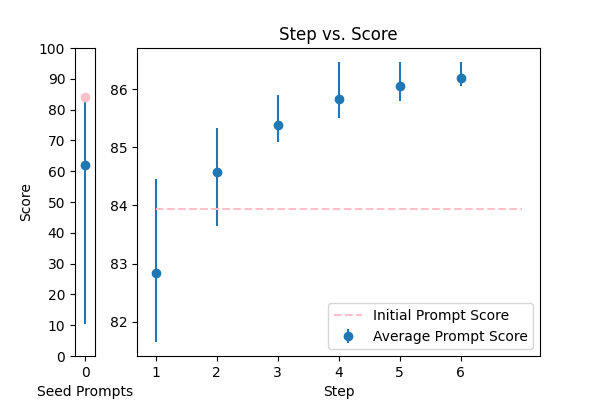 Step vs. Score
Score
100
90
80
70
60
50
40
30
20
10
0
0
Seed Prompts
86
85
84
83
82
1 2 3 4 5 6
Step
Initial Prompt Score
Average Prompt Score